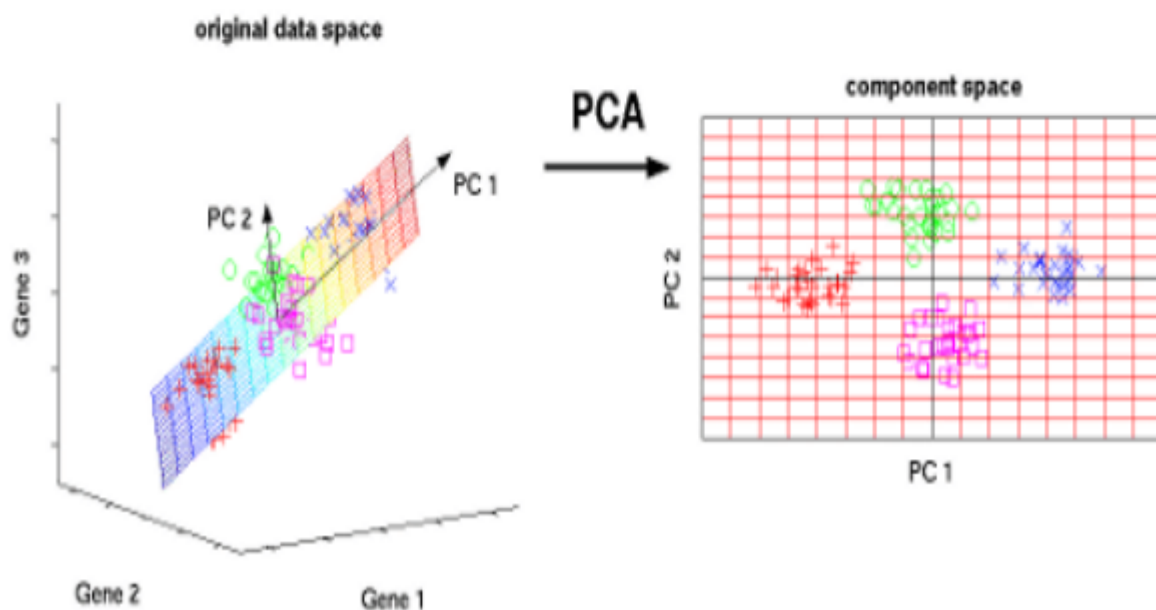 original data space
PC 1
PC 2
Gene 3
Gene 2
Gene 1
PCA
component space
PC 2
PC 1